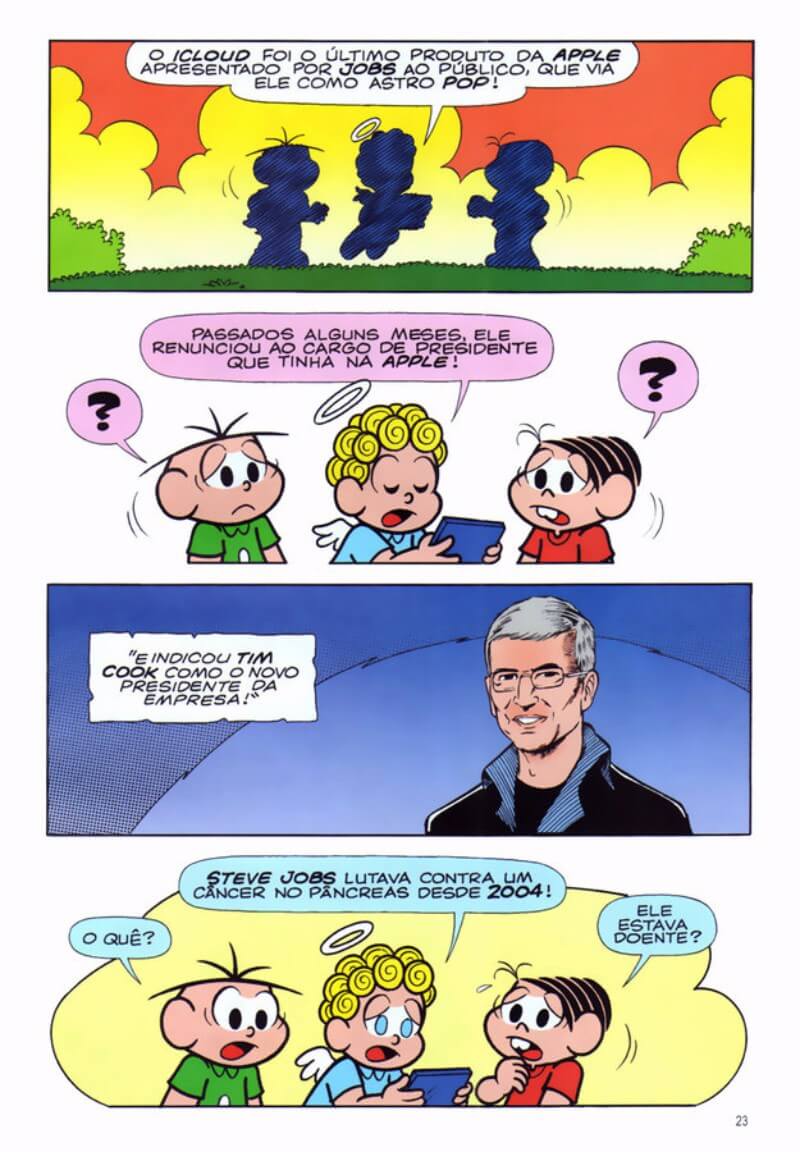 O ICLOUD FOI O ÚLTIMO PRODUTO DA APPLE
APRESENTADO POR JOBS AO PÚBLICO, QUE VIA
ELE COMO ASTRO POP!
PASSADOS ALGUNS MESES, ELE
RENUNCIOU AO CARGO DE PRESIDENTE
QUE TINHA NA APPLE!
?
?
"E INDICOU TIM
COOK COMO O NOVO
PRESIDENTE DA
EMPRESA!"
STEVE JOBS LUTAVA CONTRA UM
CÂNCER NO PÂNCREAS DESDE 2004!
O QUÊ?
ELE
ESTAVA
DOENTE?
23